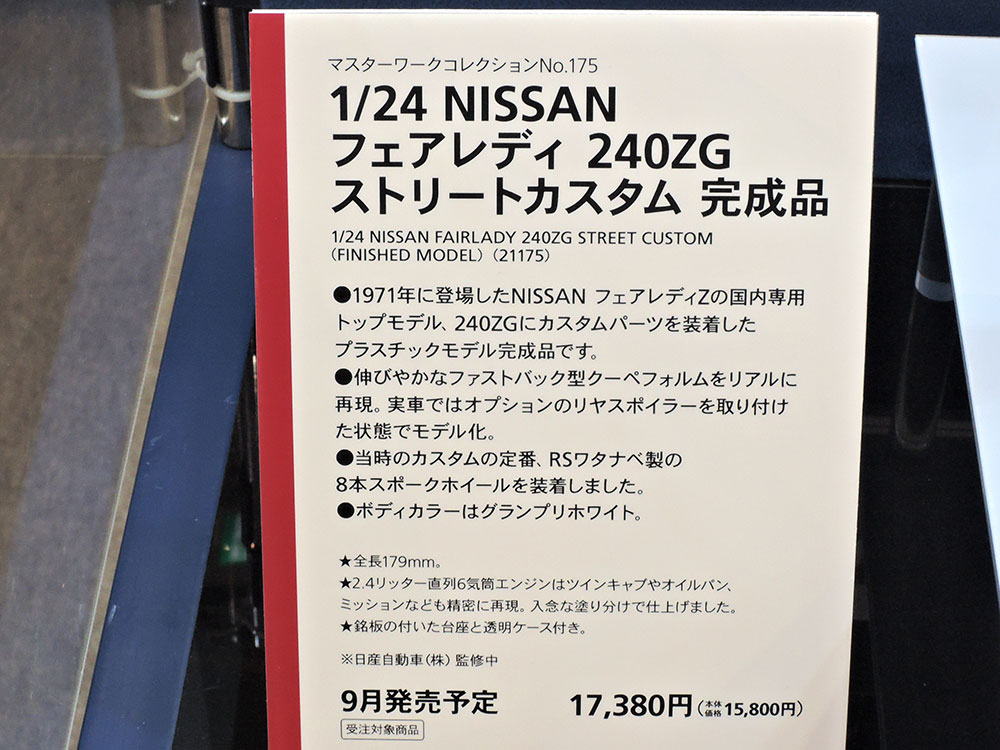 マスターワークコレクションNo.175
1/24 NISSAN
フェアレディ 240ZG
ストリートカスタム 完成品
1/24 NISSAN FAIRLADY 240ZG STREET CUSTOM
(FINISHED MODEL) (21175)
●1971年に登場したNISSAN フェアレディZの国内専用
トップモデル、240ZGにカスタムパーツを装着した
プラスチックモデル完成品です。
●伸びやかなファストバック型クーペフォルムをリアルに
再現。実車ではオプションのリヤスポイラーを取り付け
た状態でモデル化。
●当時のカスタムの定番、RSワタナベ製の
8本スポークホイールを装着しました。
●ボディカラーはグランプリホワイト。
★全長179mm。
★2.4リッター直列6気筒エンジンはツインキャブやオイルパン、
ミッションなども精密に再現。入念な塗り分けで仕上げました。
★銘板の付いた台座と透明ケース付き。
※日産自動車(株) 監修中
9月発売予定 17,380円(本体価格 15,800円)
受注対象商品